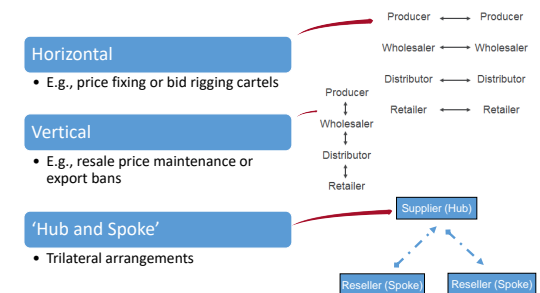 Horizontal
• E.g., price fixing or bid rigging cartels
Vertical
• E.g., resale price maintenance or
export bans
‘Hub and Spoke’
• Trilateral arrangements
Producer Producer
Wholesaler Wholesaler
Distributor Distributor
Retailer Retailer
Producer
Wholesaler
Distributor
Retailer
Supplier (Hub)
Reseller (Spoke) Reseller (Spoke)